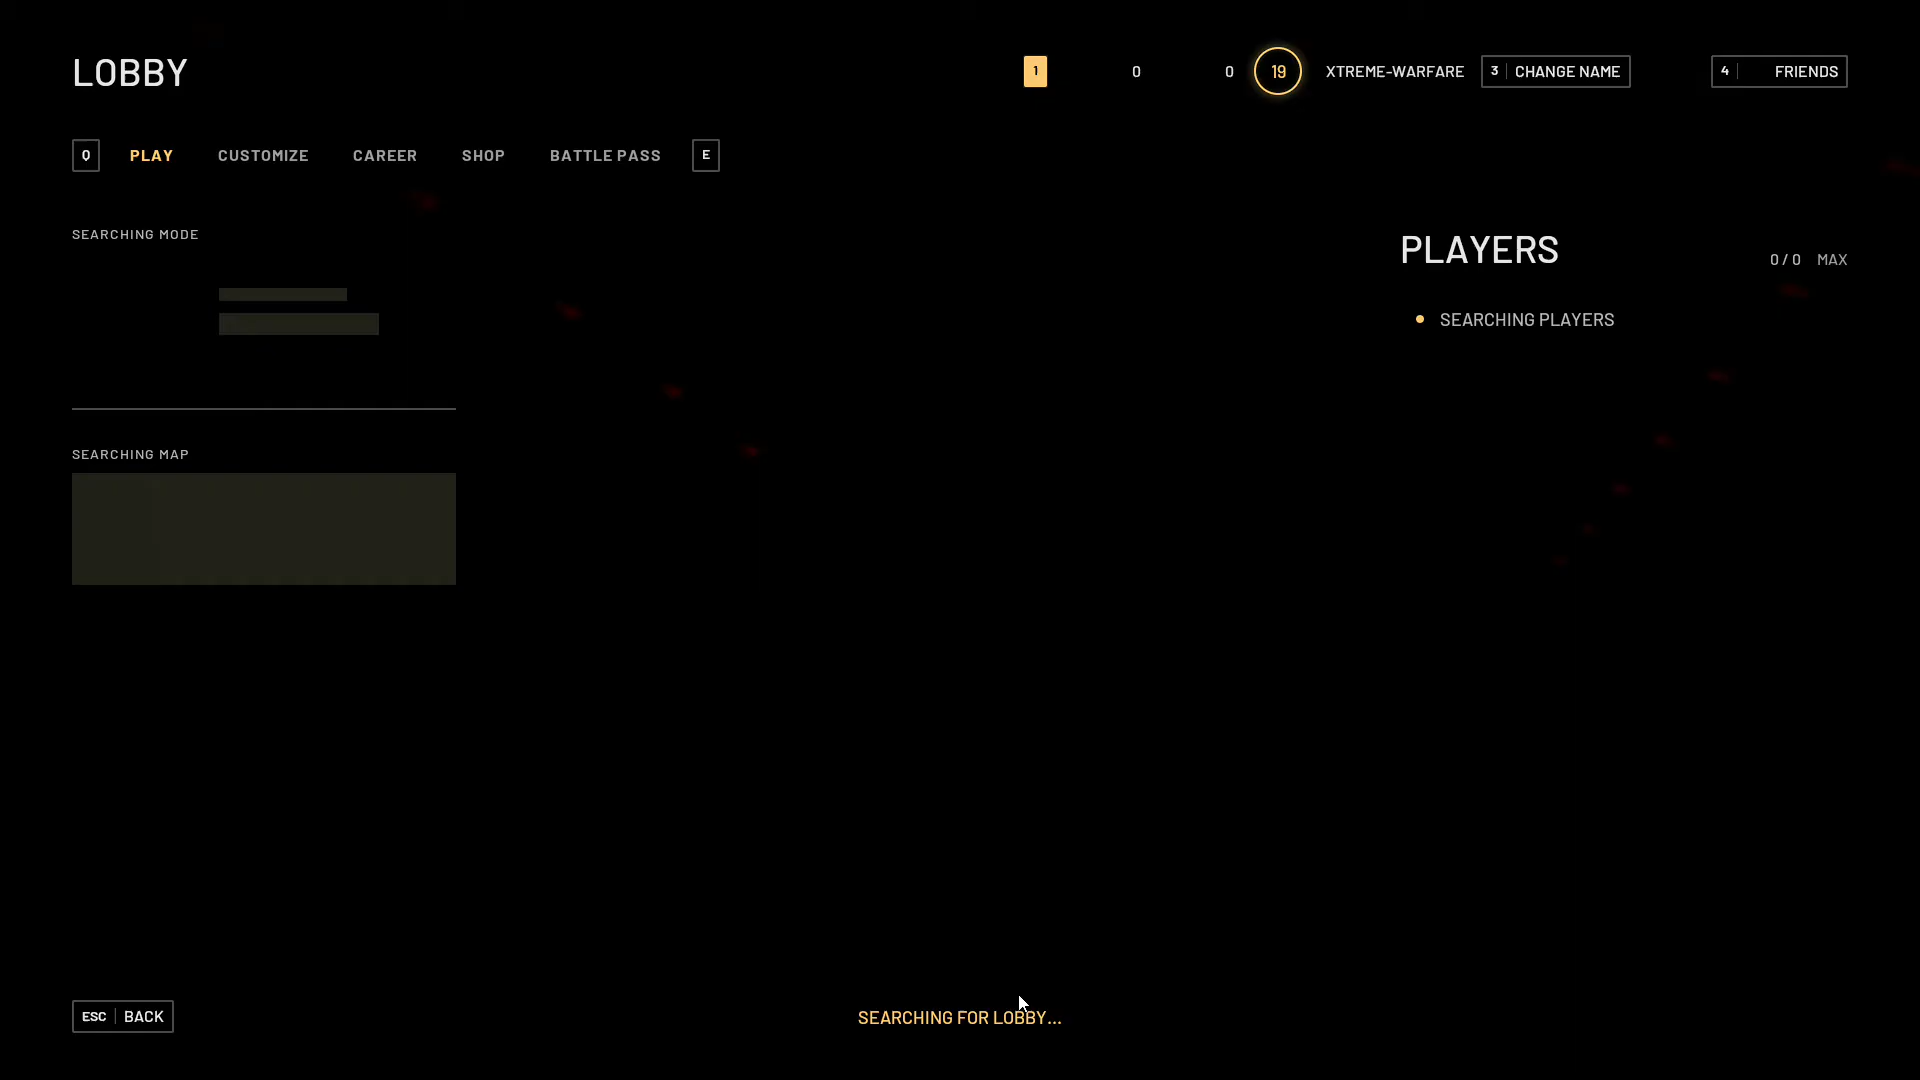 LOBBY
1
0
0
19
XTREME-WARFARE
3 CHANGE NAME
4 FRIENDS
Q
PLAY
CUSTOMIZE
CAREER
SHOP
BATTLE PASS
E
SEARCHING MODE
SEARCHING MAP
PLAYERS
0 / 0 MAX
SEARCHING PLAYERS
ESC BACK
SEARCHING FOR LOBBY...